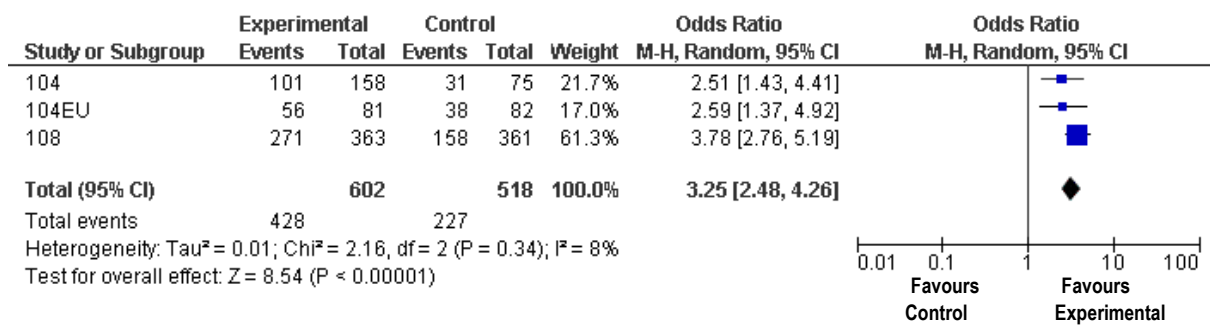 Experimental Control Odds Ratio Odds Ratio
Study or Subgroup Events Total Events Total Weight M-H, Random, 95% CI M-H, Random, 95% CI
104 101 158 31 75 21.7% 2.51 [1.43, 4.41]
104EU 56 81 38 82 17.0% 2.59 [1.37, 4.92]
108 271 363 158 361 61.3% 3.78 [2.76, 5.19]
Total (95% CI) 602 518 100.0% 3.25 [2.48, 4.26]
Total events 428 227
Heterogeneity: Tau² = 0.01; Chi² = 2.16, df = 2 (P = 0.34); I² = 8%
Test for overall effect: Z = 8.54 (P < 0.00001)
0.01 0.1 1 10 100
Favours Favours
Control Experimental